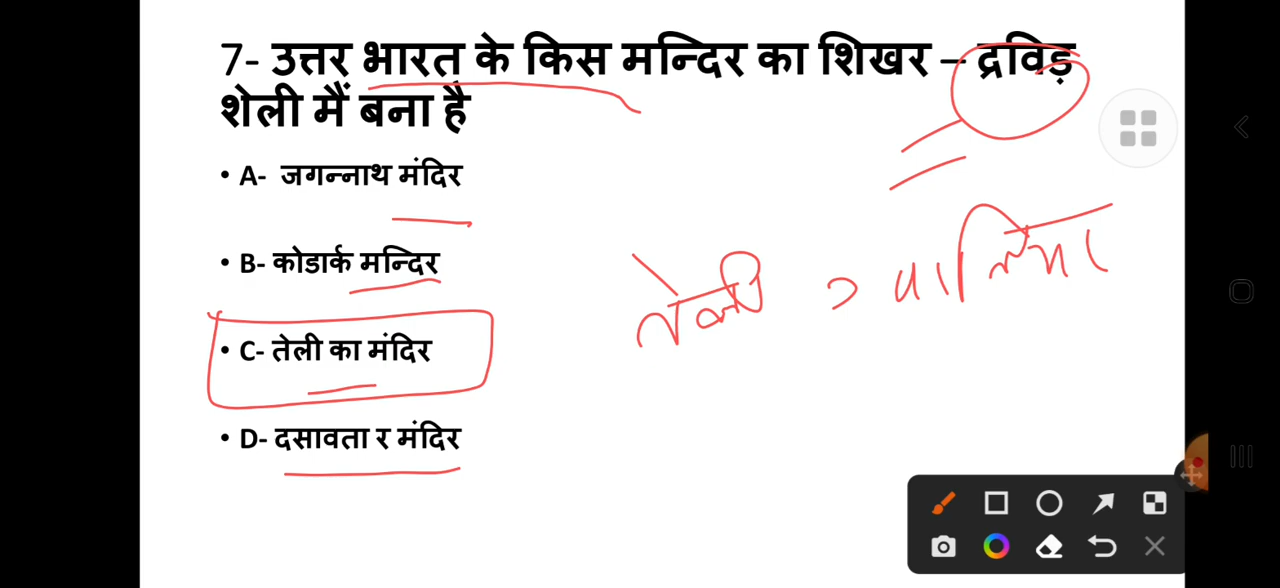 7- उत्तर भारत के किस मन्दिर का शिखर – द्रविड़
शेली मैं बना है
• A- जगन्नाथ मंदिर
• B- कोडार्क मन्दिर
• C- तेली का मंदिर
• D- दसावता र मंदिर
तेली